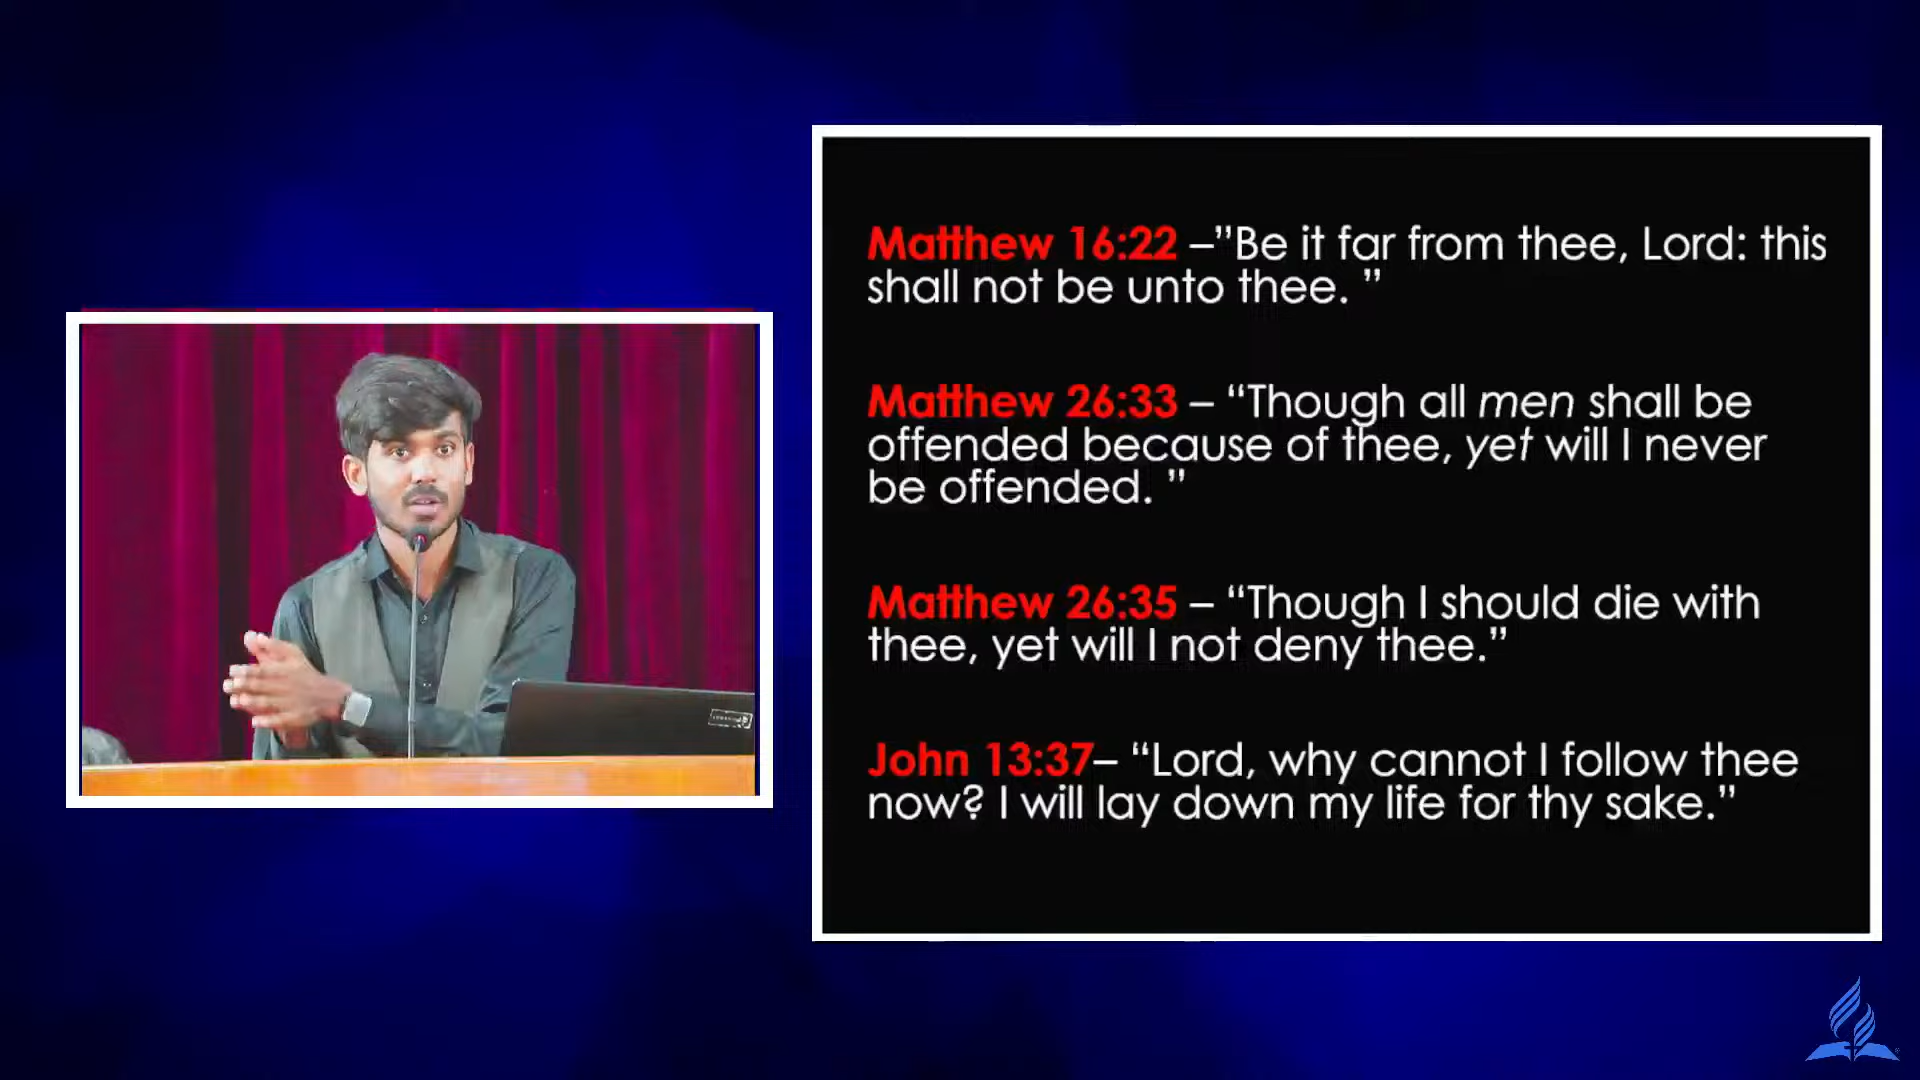 Matthew 16:22 –”Be it far from thee, Lord: this
shall not be unto thee. ”
Matthew 26:33 – “Though all men shall be
offended because of thee, yet will I never
be offended. ”
Matthew 26:35 – “Though I should die with
thee, yet will I not deny thee.”
John 13:37– “Lord, why cannot I follow thee
now? I will lay down my life for thy sake.”